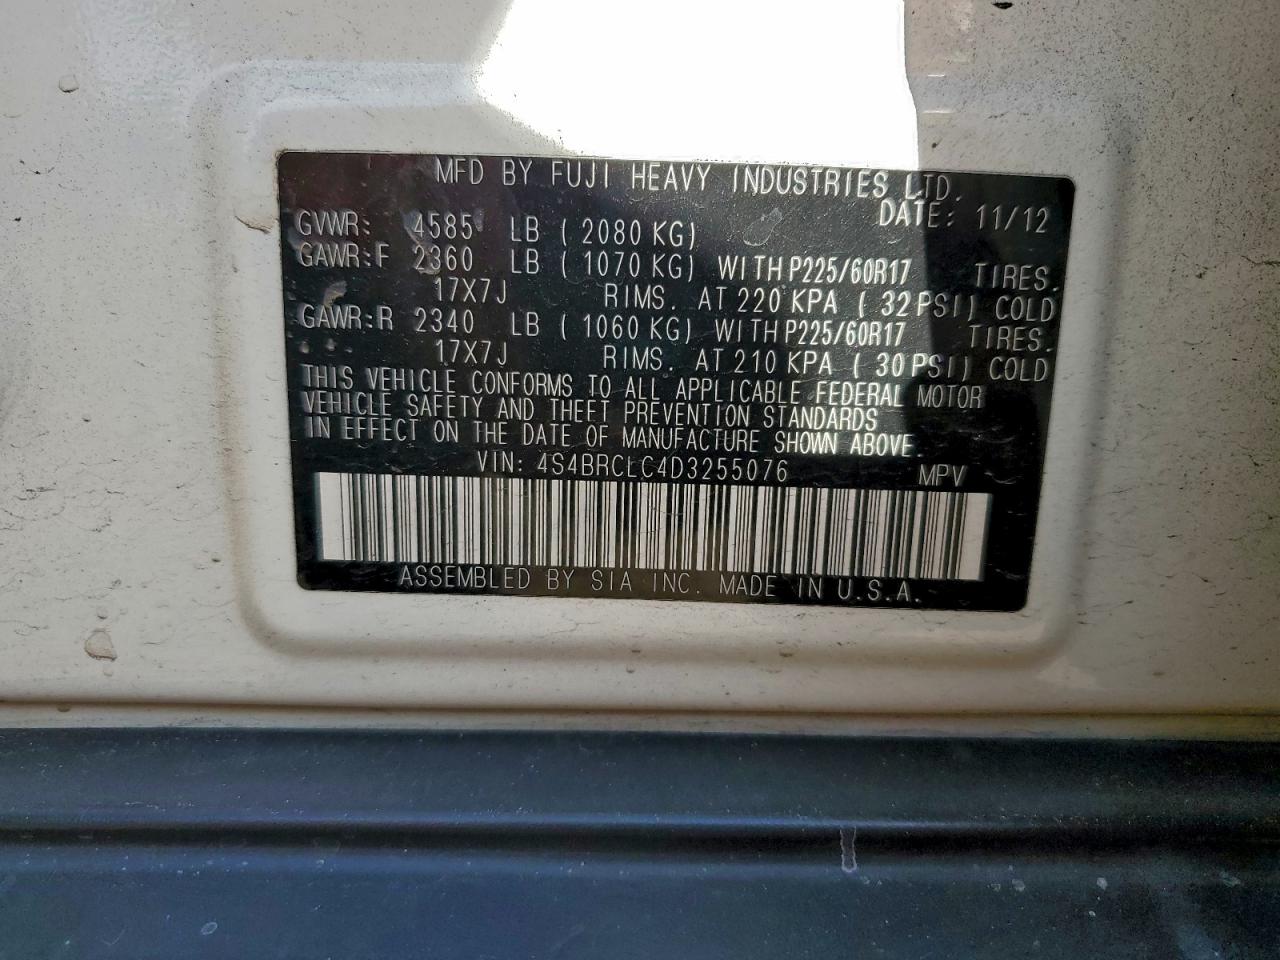 MFD BY FUJI HEAVY INDUSTRIES LTD.
DATE: 11/12
GVWR: 4585 LB ( 2080 KG)
GAWR:F 2360 LB ( 1070 KG) WITH P225/60R17 TIRES.
17X7J RIMS. AT 220 KPA ( 32 PSI) COLD
GAWR:R 2340 LB ( 1060 KG) WITH P225/60R17 TIRES.
17X7J RIMS. AT 210 KPA ( 30 PSI) COLD
THIS VEHICLE CONFORMS TO ALL APPLICABLE FEDERAL MOTOR
VEHICLE SAFETY AND THEFT PREVENTION STANDARDS
IN EFFECT ON THE DATE OF MANUFACTURE SHOWN ABOVE.
VIN: 4S4BRCLC4D3255076 MPV
ASSEMBLED BY SIA INC. MADE IN U.S.A.